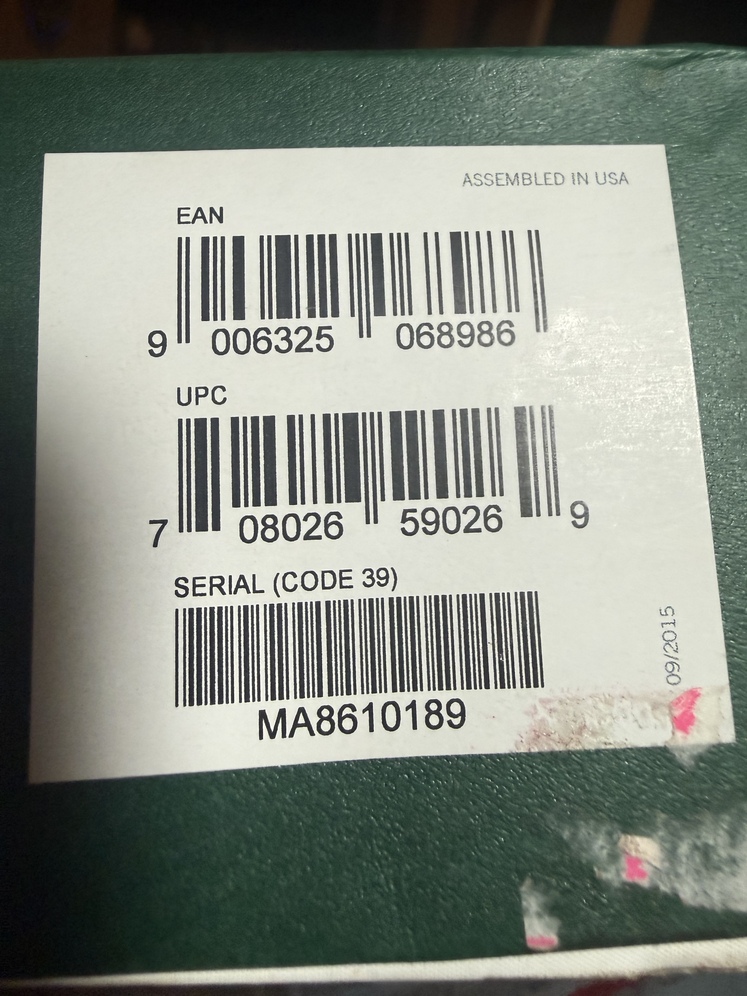 ASSEMBLED IN USA
EAN
9 006325 068986
UPC
7 08026 59026 9
SERIAL (CODE 39)
MA8610189
09/2015